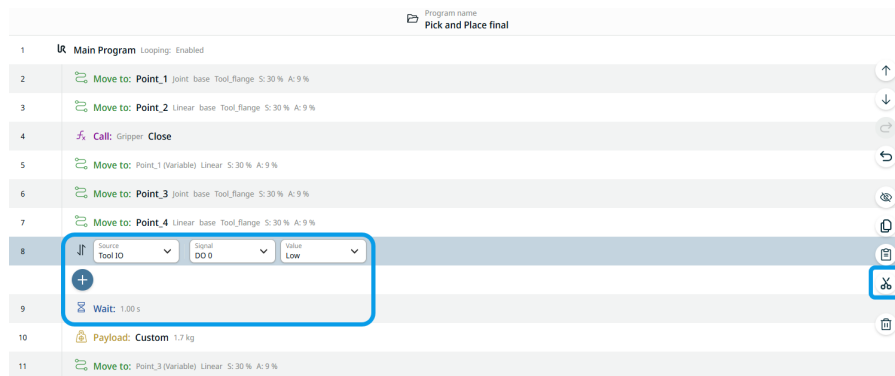 Program name
Pick and Place final
1 UR Main Program Looping: Enabled
2 Move to: Point_1 Joint base Tool_flange S: 30 % A: 9 %
3 Move to: Point_2 Linear base Tool_flange S: 30 % A: 9 %
4 fx Call: Gripper Close
5 Move to: Point_1 (Variable) Linear S: 30 % A: 9 %
6 Move to: Point_3 Joint base Tool_flange S: 30 % A: 9 %
7 Move to: Point_4 Linear base Tool_flange S: 30 % A: 9 %
Source Signal Value
8 Tool IO DO 0 Low
9 Wait: 1.00 s
10 Payload: Custom 1.7 kg
11 Move to: Point_3 (Variable) Linear S: 30 % A: 9 %